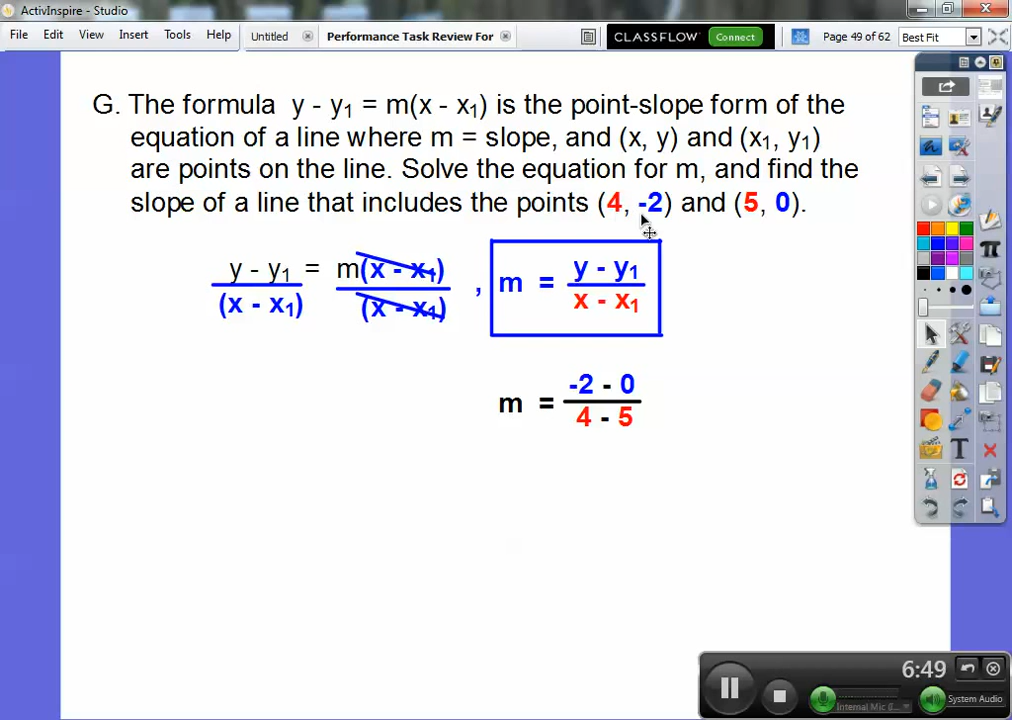 ActivInspire - Studio
File Edit View Insert Tools Help Untitled Performance Task Review For CLASSFLOW Connect Page 49 of 62 Best Fit
G. The formula y - y₁ = m(x - x₁) is the point-slope form of the
equation of a line where m = slope, and (x, y) and (x₁, y₁)
are points on the line. Solve the equation for m, and find the
slope of a line that includes the points (4, -2) and (5, 0).
y - y₁ = m(x - x₁)
(x - x₁) (x - x₁)
, m = y - y₁
x - x₁
m = -2 - 0
4 - 5
6:49
Internal Mic (I System Audio